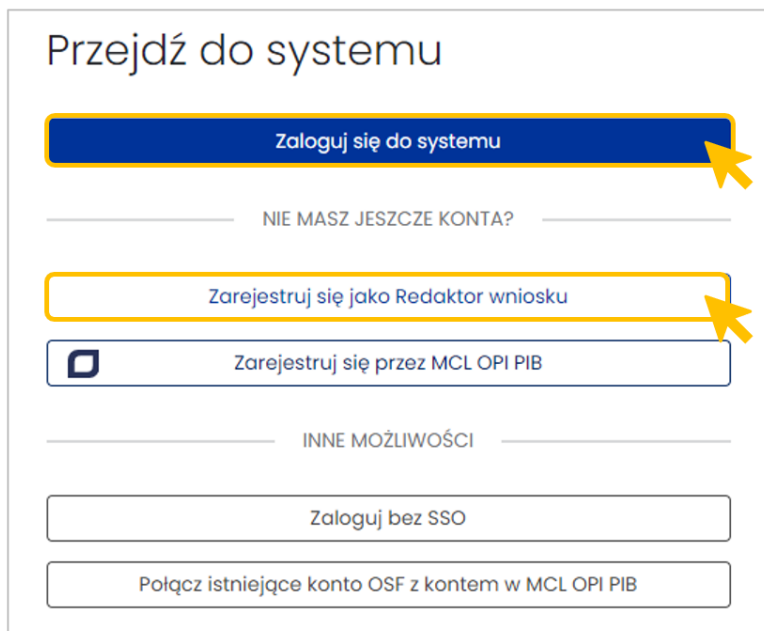 Przejdź do systemu
Zaloguj się do systemu
NIE MASZ JESZCZE KONTA?
Zarejestruj się jako Redaktor wniosku
Zarejestruj się przez MCL OPI PIB
INNE MOŻLIWOŚCI
Zaloguj bez SSO
Połącz istniejące konto OSF z kontem w MCL OPI PIB